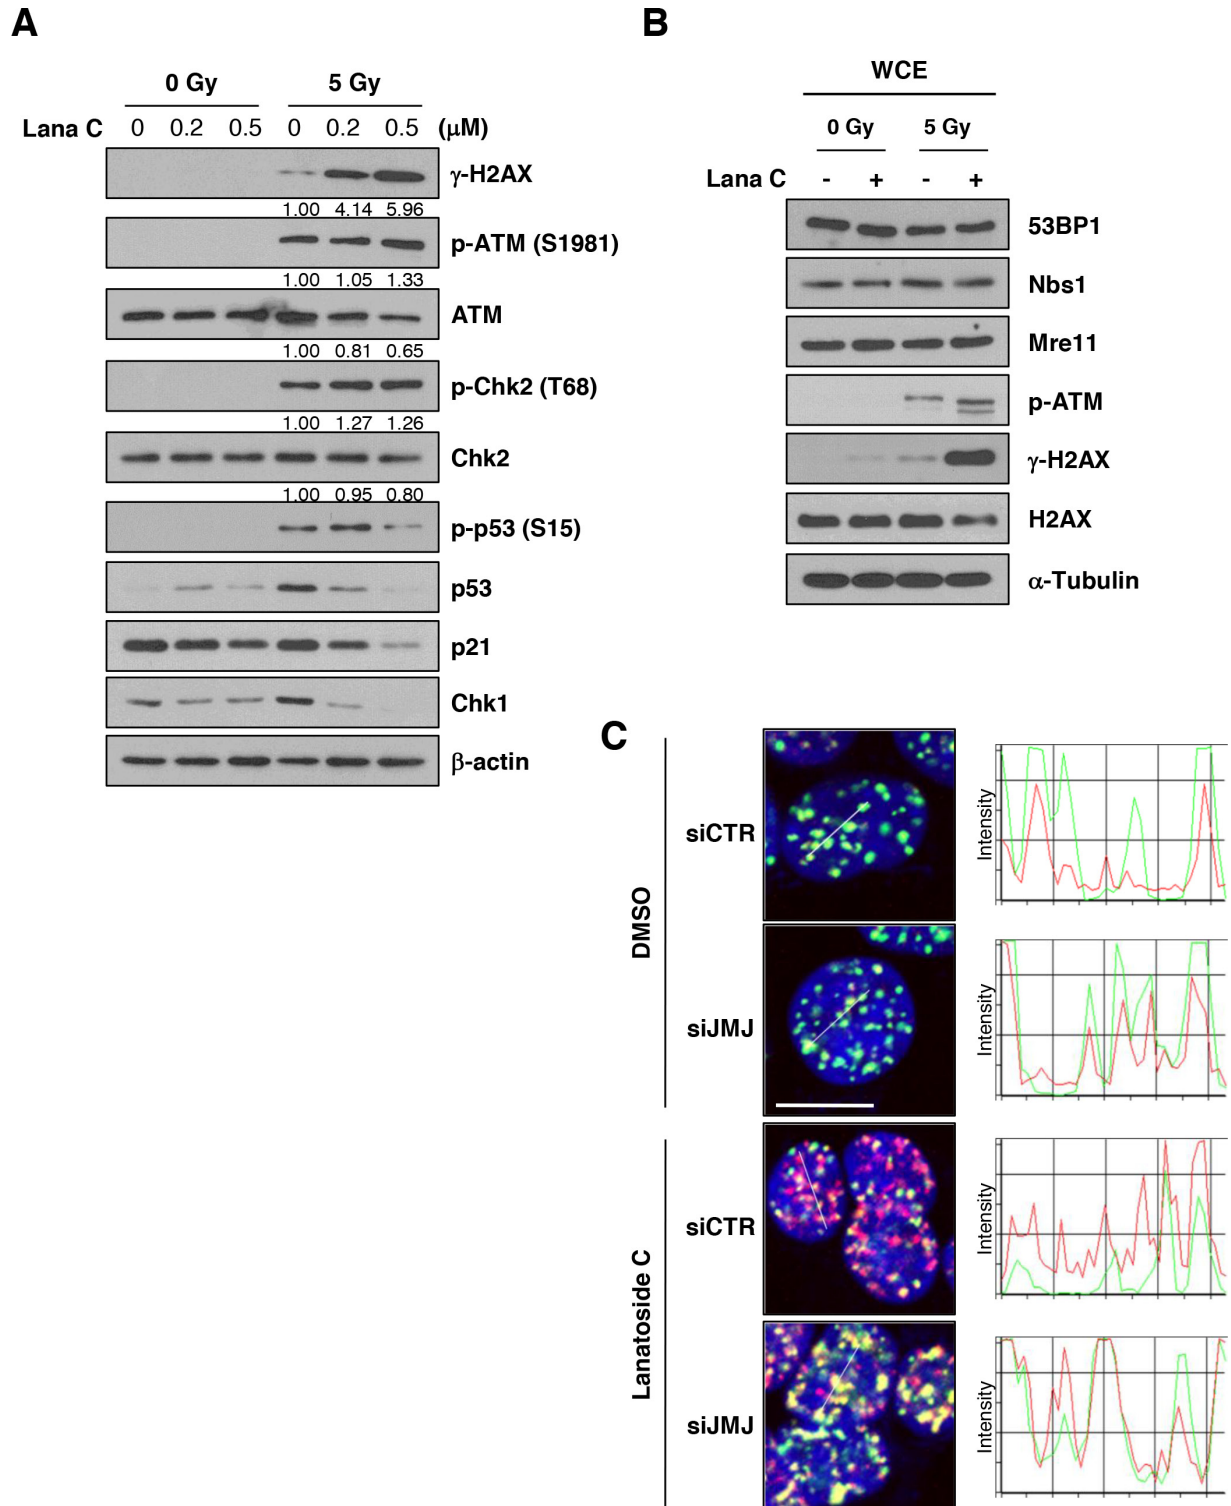 A
0 Gy 5 Gy
Lana C 0 0.2 0.5 0 0.2 0.5 (μM)
γ-H2AX
1.00 4.14 5.96
p-ATM (S1981)
1.00 1.05 1.33
ATM
1.00 0.81 0.65
p-Chk2 (T68)
1.00 1.27 1.26
Chk2
1.00 0.95 0.80
p-p53 (S15)
p53
p21
Chk1
β-actin
B
WCE
0 Gy 5 Gy
Lana C - + - +
53BP1
Nbs1
Mre11
p-ATM
γ-H2AX
H2AX
α-Tubulin
C
DMSO
siCTR
Intensity
siJMJ
Intensity
Lanatoside C
siCTR
Intensity
siJMJ
Intensity